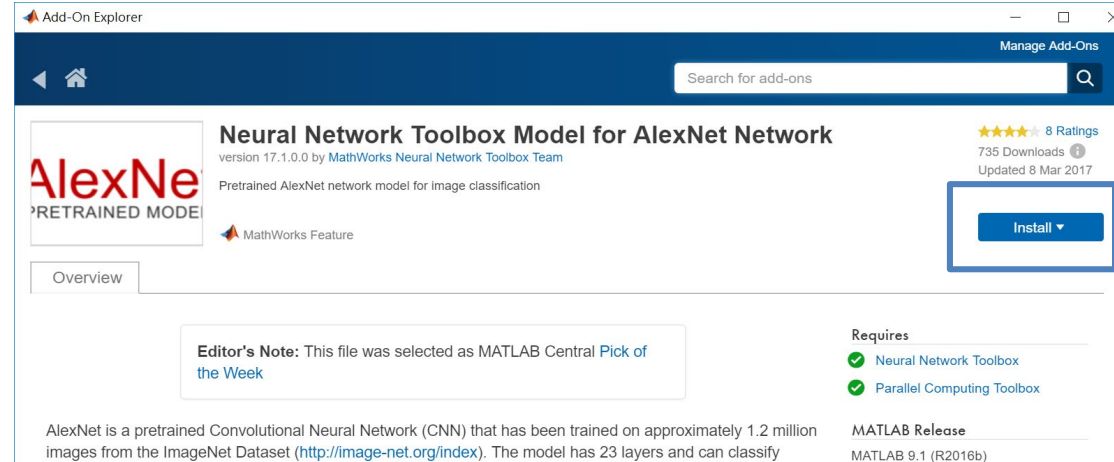 Add-On Explorer
Manage Add-Ons
Search for add-ons
AlexNe
PRETRAINED MODE
Neural Network Toolbox Model for AlexNet Network
version 17.1.0.0 by MathWorks Neural Network Toolbox Team
Pretrained AlexNet network model for image classification
MathWorks Feature
8 Ratings
735 Downloads
Updated 8 Mar 2017
Install
Overview
Editor's Note: This file was selected as MATLAB Central Pick of
the Week
Requires
Neural Network Toolbox
Parallel Computing Toolbox
AlexNet is a pretrained Convolutional Neural Network (CNN) that has been trained on approximately 1.2 million
images from the ImageNet Dataset (http://image-net.org/index). The model has 23 layers and can classify
MATLAB Release
MATLAB 9.1 (R2016b)